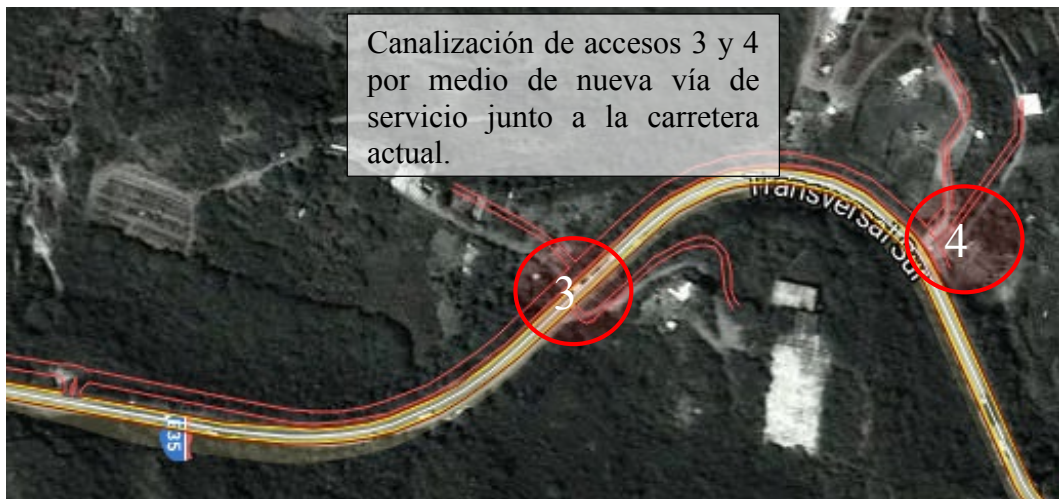 Canalización de accesos 3 y 4
por medio de nueva vía de
servicio junto a la carretera
actual.
Transversal Sur
4
3
E35